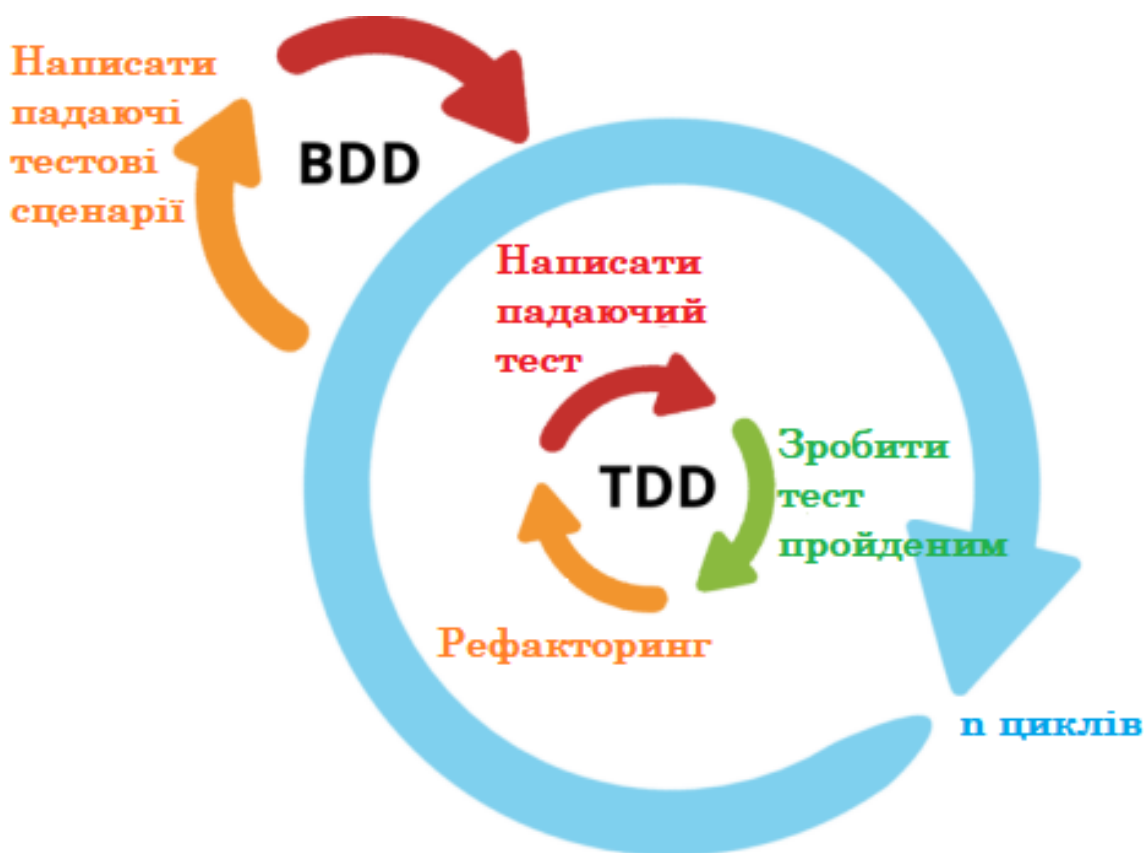 Написати
падаючі
тестові
сценарії
BDD
Написати
падаючий
тест
TDD
Зробити
тест
пройденим
Рефакторинг
n циклів